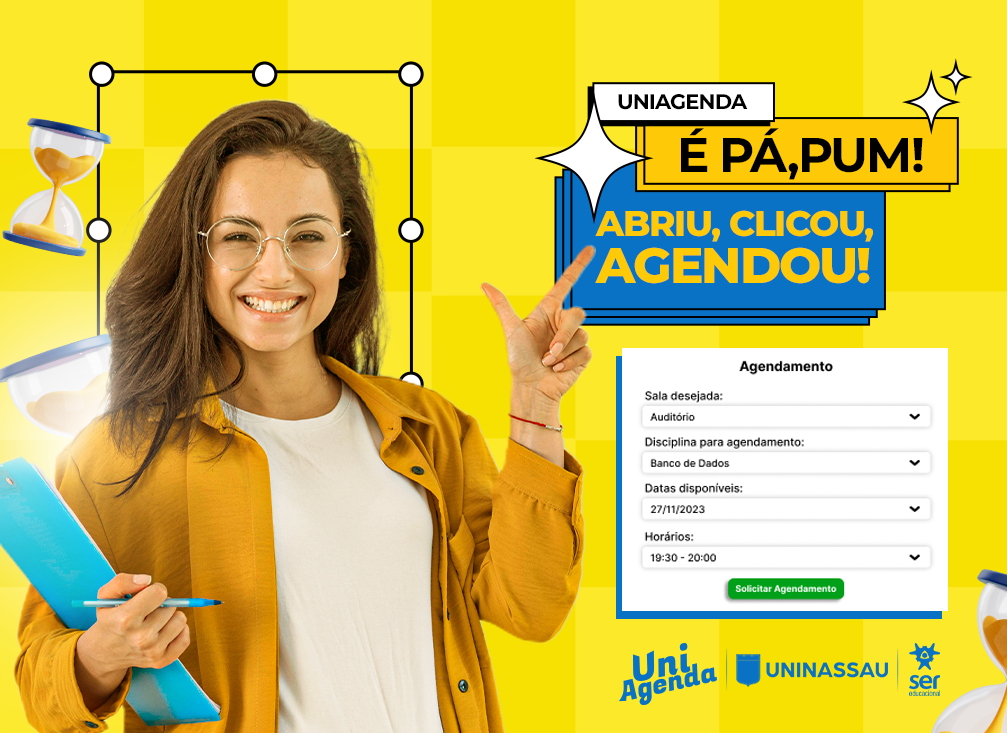 UNIAGENDA
É PÁ,PUM!
ABRIU, CLICOU,
AGENDOU!
Agendamento
Sala desejada:
Auditório
Disciplina para agendamento:
Banco de Dados
Datas disponíveis:
27/11/2023
Horários:
19:30 - 20:00
Solicitar Agendamento
Uni
Agenda
UNINASSAU
ser
educacional